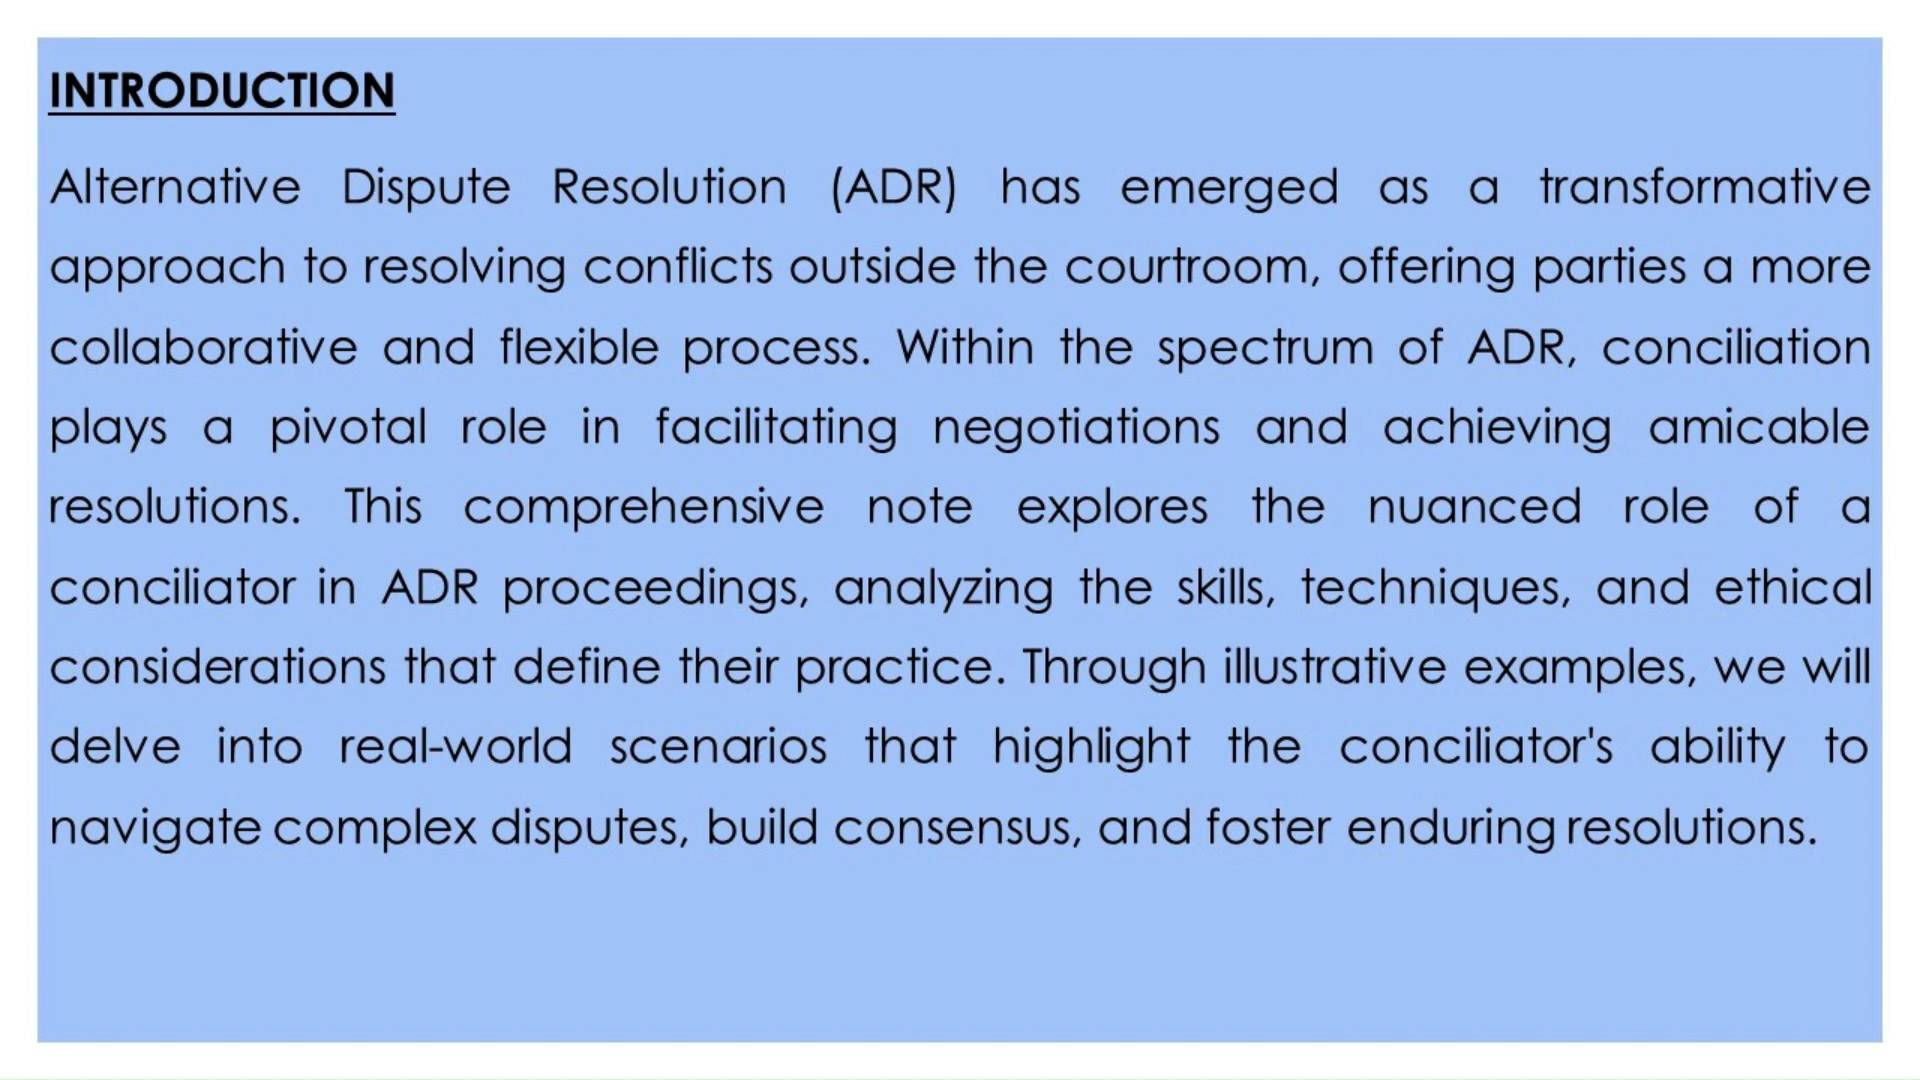 INTRODUCTION
Alternative Dispute Resolution (ADR) has emerged as a transformative
approach to resolving conflicts outside the courtroom, offering parties a more
collaborative and flexible process. Within the spectrum of ADR, conciliation
plays a pivotal role in facilitating negotiations and achieving amicable
resolutions. This comprehensive note explores the nuanced role of a
conciliator in ADR proceedings, analyzing the skills, techniques, and ethical
considerations that define their practice. Through illustrative examples, we will
delve into real-world scenarios that highlight the conciliator's ability to
navigate complex disputes, build consensus, and foster enduring resolutions.